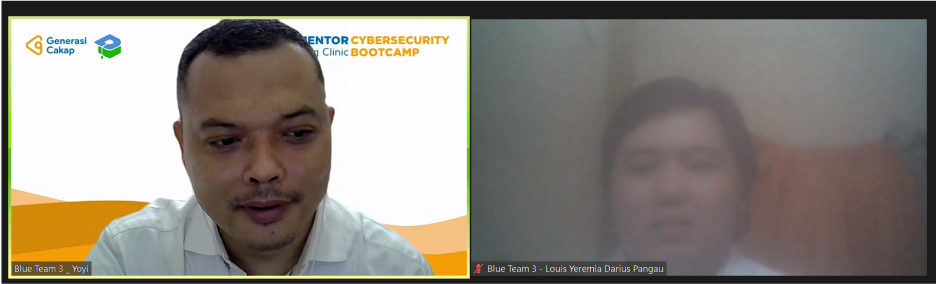 Generasi
Cakap
MENTOR CYBERSECURITY
Clinic BOOTCAMP
Blue Team 3 _ Yoyi
Blue Team 3 - Louis Yeremia Darius Pangau